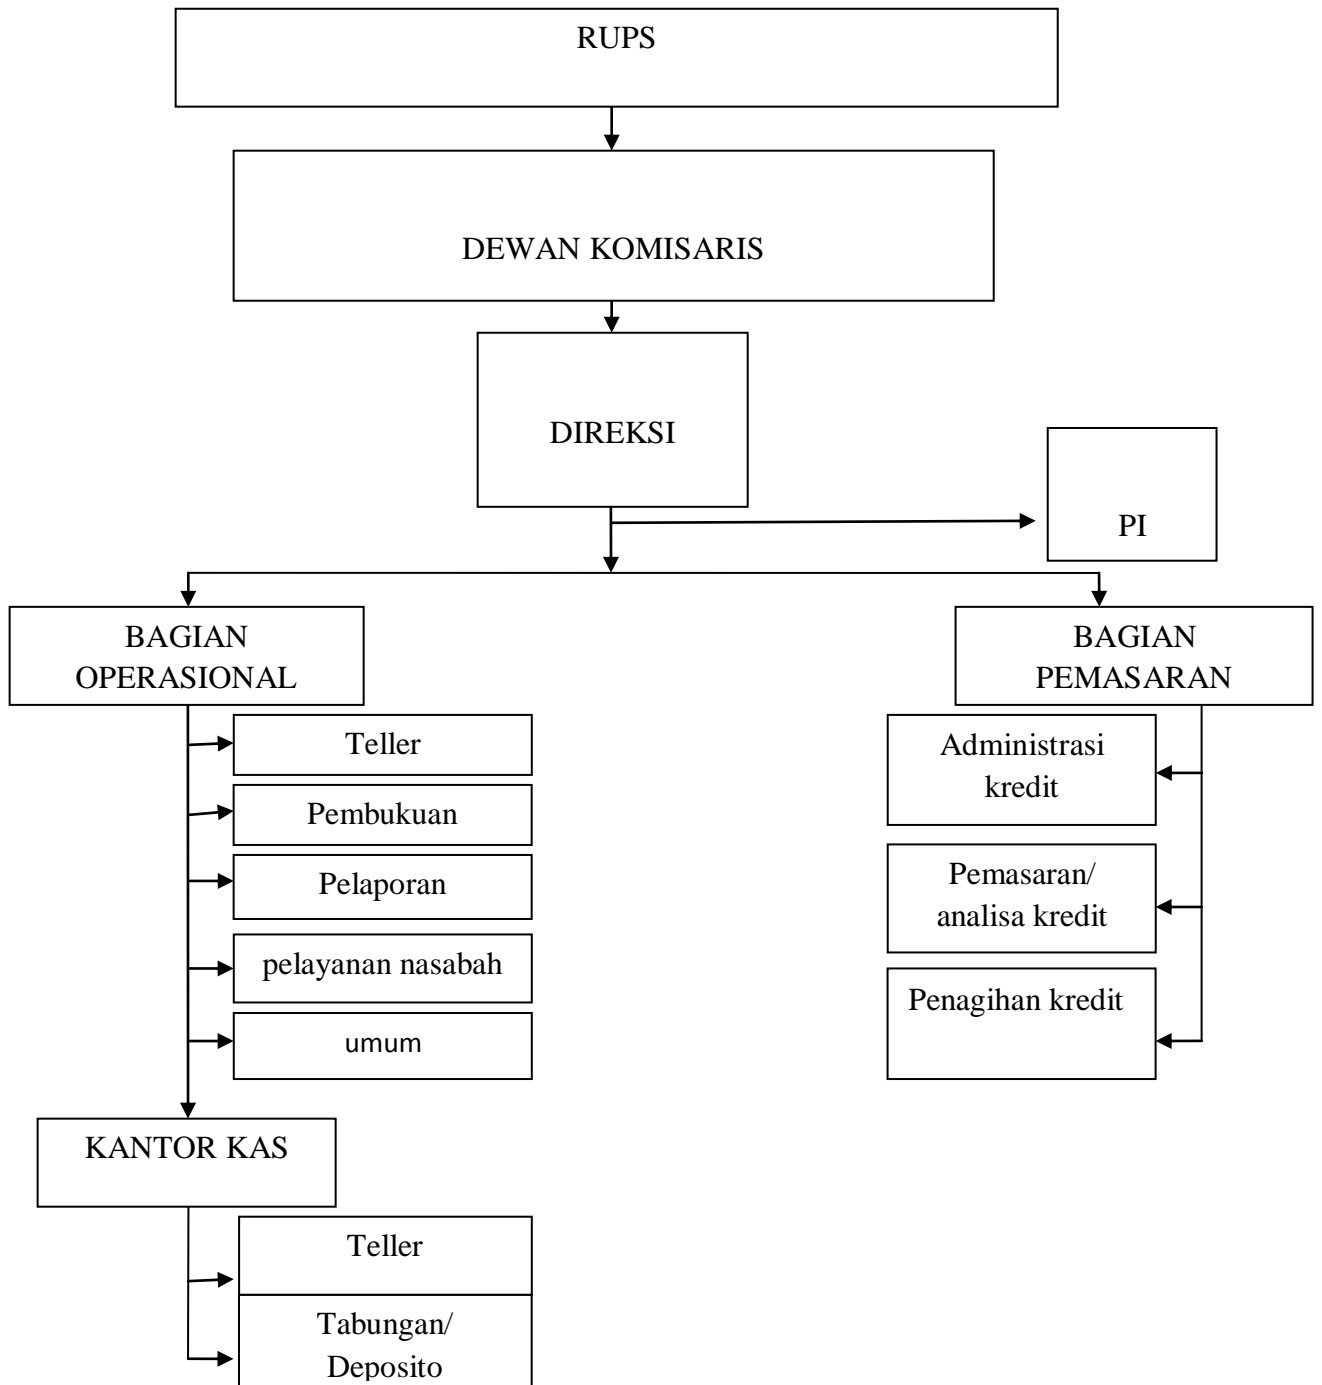 RUPS
DEWAN KOMISARIS
DIREKSI
PI
BAGIAN
OPERASIONAL
BAGIAN
PEMASARAN
Teller
Pembukuan
Pelaporan
pelayanan nasabah
umum
Administrasi
kredit
Pemasaran/
analisa kredit
Penagihan kredit
KANTOR KAS
Teller
Tabungan/
Deposito